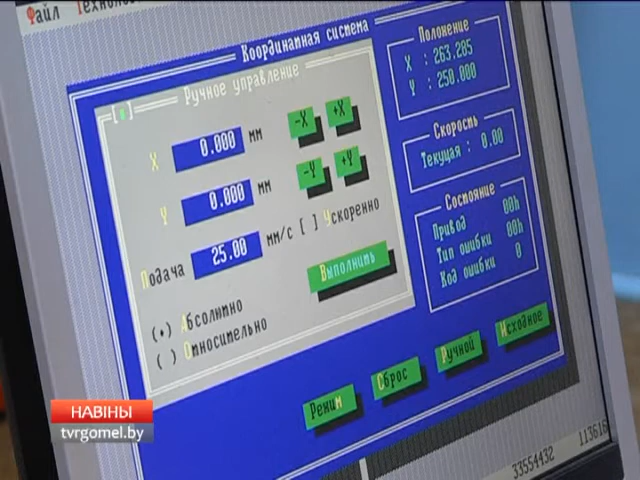 Файл
Координатная система
Ручное управление
X 0.000 мм
-X +X
Y 0.000 мм
-Y +Y
Подача 25.00 мм/с [ ] Ускоренно
Выполнить
(•) Абсолютно
( ) Относительно
Положение
X : 263.285
Y : 250.000
Скорость
Текущая : 0.00
Состояние
Привод 00h
Тип ошибки 00h
Код ошибки 0
Режим Сброс Ручной Исходное
33554432 113616
НАВІНЫ
tvrgomel.by